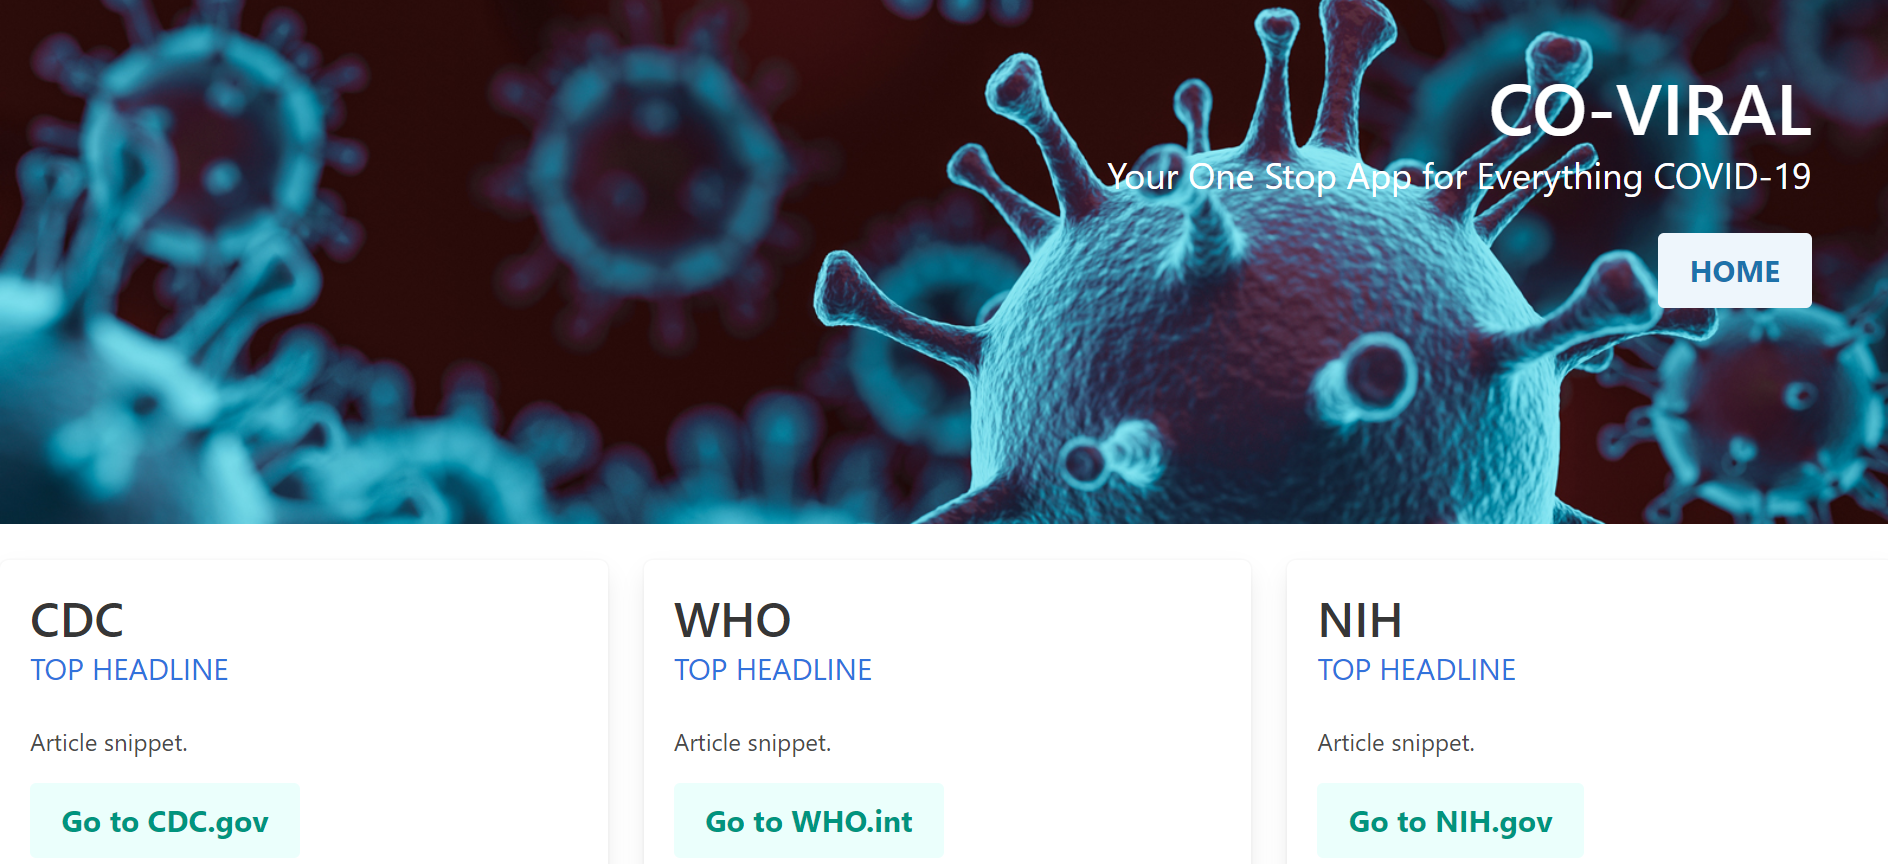 CO-VIRAL
Your One Stop App for Everything COVID-19
HOME
CDC
TOP HEADLINE
Article snippet.
Go to CDC.gov
WHO
TOP HEADLINE
Article snippet.
Go to WHO.int
NIH
TOP HEADLINE
Article snippet.
Go to NIH.gov